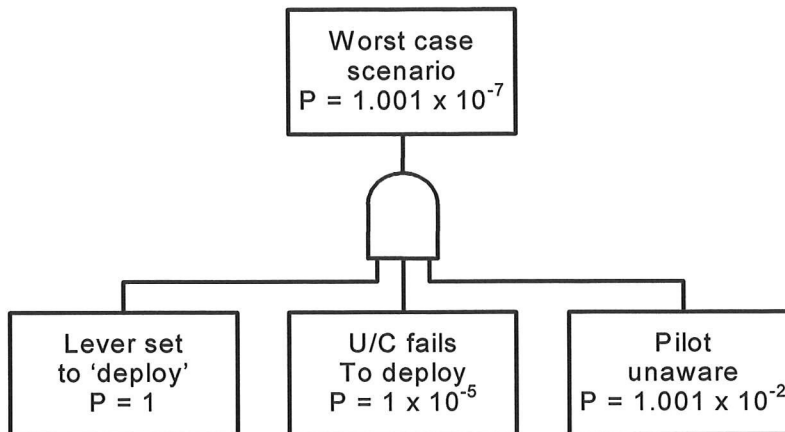 Worst case
scenario
P = 1.001 x 10⁻⁷
Lever set
to ‘deploy’
P = 1
U/C fails
To deploy
P = 1 x 10⁻⁵
Pilot
unaware
P = 1.001 x 10⁻²